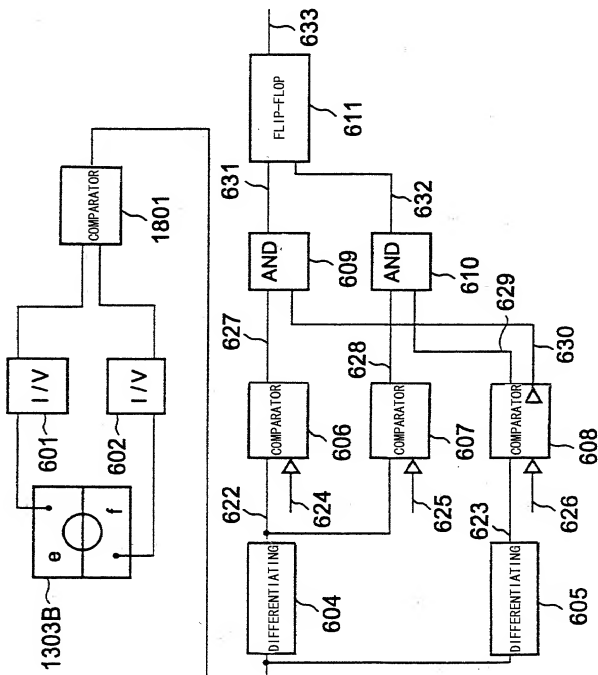 1303B
e
f
601
I/V
602
I/V
COMPARATOR
1801
DIFFERENTIATING
604
DIFFERENTIATING
605
622
623
624
625
626
COMPARATOR
606
COMPARATOR
607
COMPARATOR
608
627
628
629
630
AND
609
AND
610
631
632
FLIP-FLOP
611
633